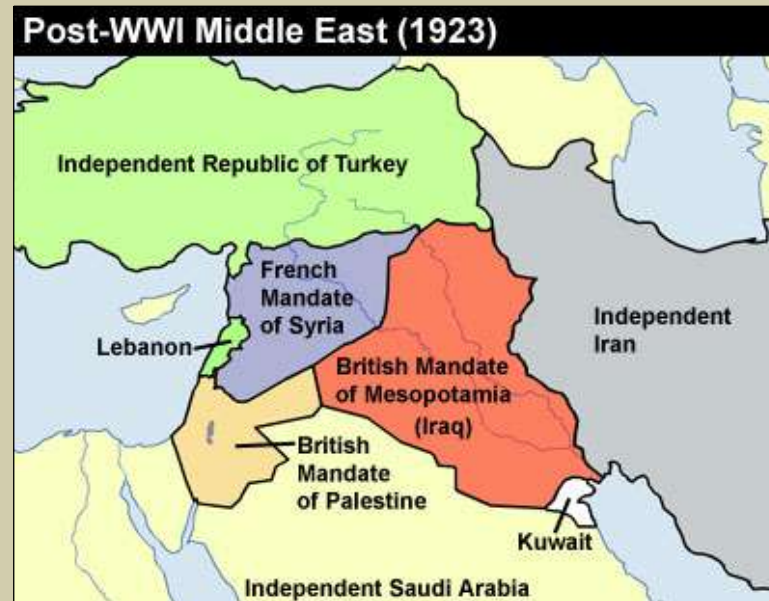 Post-WWI Middle East (1923)
Independent Republic of Turkey
French
Mandate
of Syria
Lebanon
Independent
Iran
British Mandate
of Mesopotamia
(Iraq)
British
Mandate
of Palestine
Kuwait
Independent Saudi Arabia